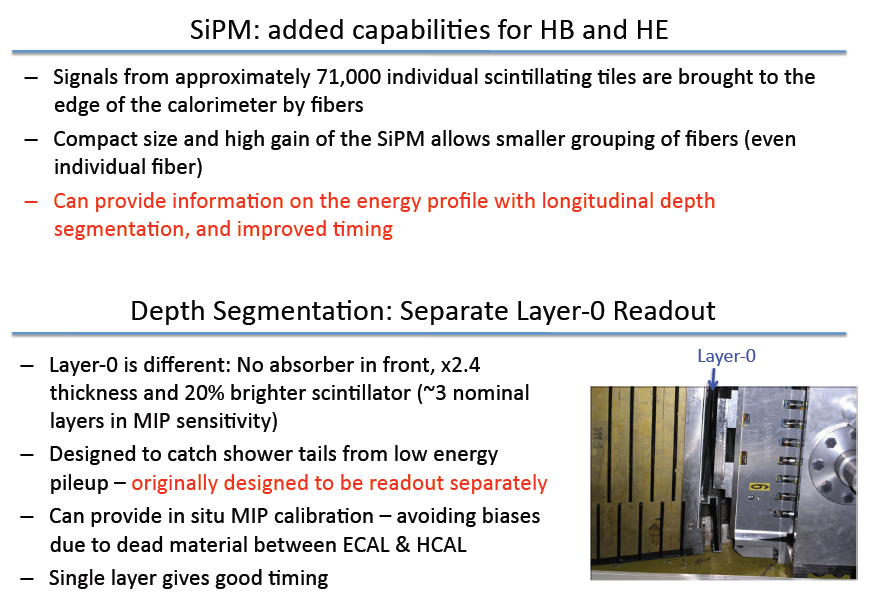 SiPM: added capabilities for HB and HE
– Signals from approximately 71,000 individual scintillating tiles are brought to the
edge of the calorimeter by fibers
– Compact size and high gain of the SiPM allows smaller grouping of fibers (even
individual fiber)
– Can provide information on the energy profile with longitudinal depth
segmentation, and improved timing
Depth Segmentation: Separate Layer-0 Readout
– Layer-0 is different: No absorber in front, x2.4
thickness and 20% brighter scintillator (~3 nominal
layers in MIP sensitivity)
– Designed to catch shower tails from low energy
pileup – originally designed to be readout separately
– Can provide in situ MIP calibration – avoiding biases
due to dead material between ECAL & HCAL
– Single layer gives good timing
Layer-0